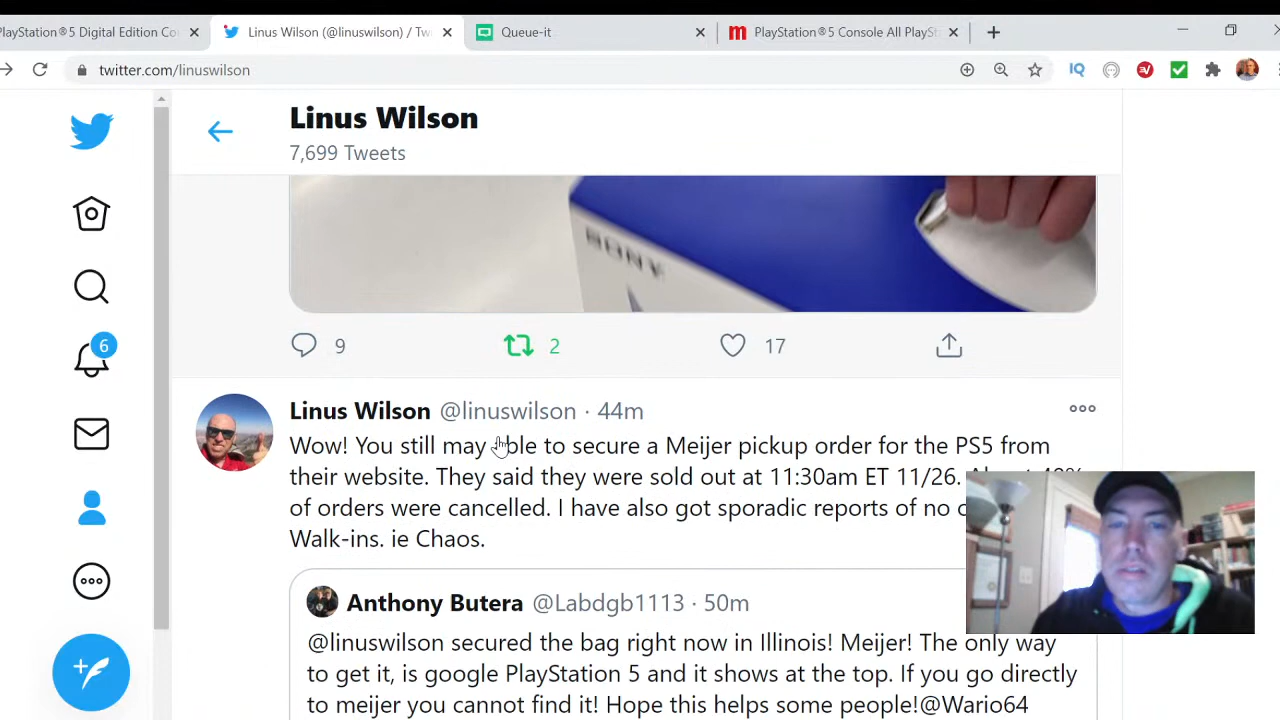 PlayStation®5 Digital Edition Co
Linus Wilson (@linuswilson) / Tw
Queue-it
PlayStation®5 Console All PlaySt
twitter.com/linuswilson
IQ
Linus Wilson
7,699 Tweets
SONY
9
2
17
6
Linus Wilson @linuswilson · 44m
Wow! You still may able to secure a Meijer pickup order for the PS5 from
their website. They said they were sold out at 11:30am ET 11/26.
of orders were cancelled. I have also got sporadic reports of no
Walk-ins. ie Chaos.
Anthony Butera @Labdgb1113 · 50m
@linuswilson secured the bag right now in Illinois! Meijer! The only way
to get it, is google PlayStation 5 and it shows at the top. If you go directly
to meijer you cannot find it! Hope this helps some people!@Wario64